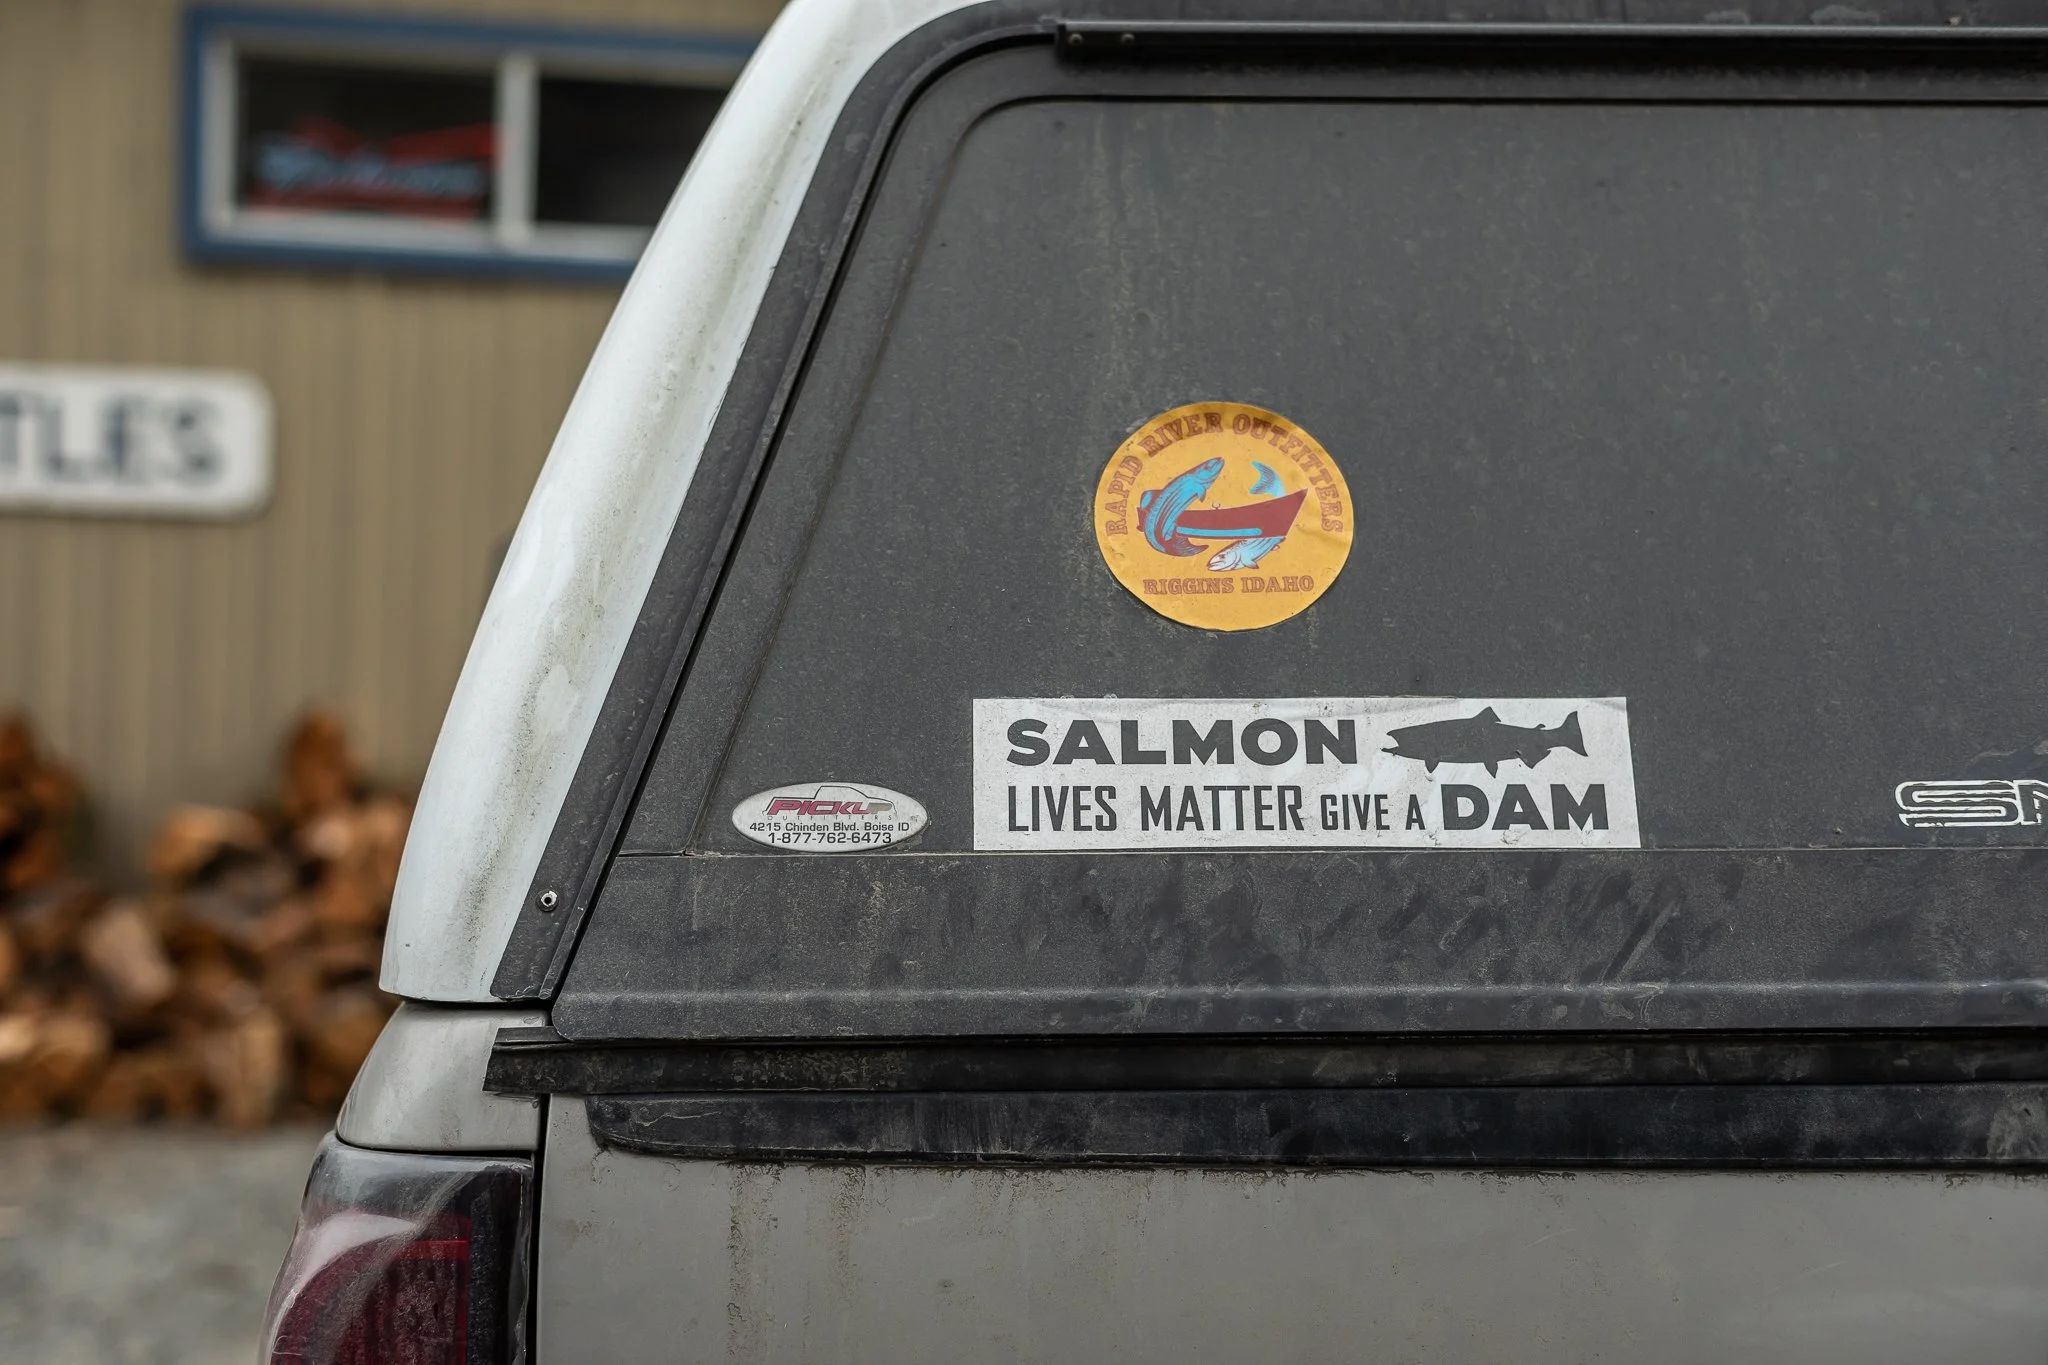 TLES
RAPID RIVER OUTFITTERS
RIGGINS IDAHO
SALMON
LIVES MATTER GIVE A DAM
PICKUP
OUTFITTERS
4215 Chinden Blvd. Boise ID
1-877-762-6473